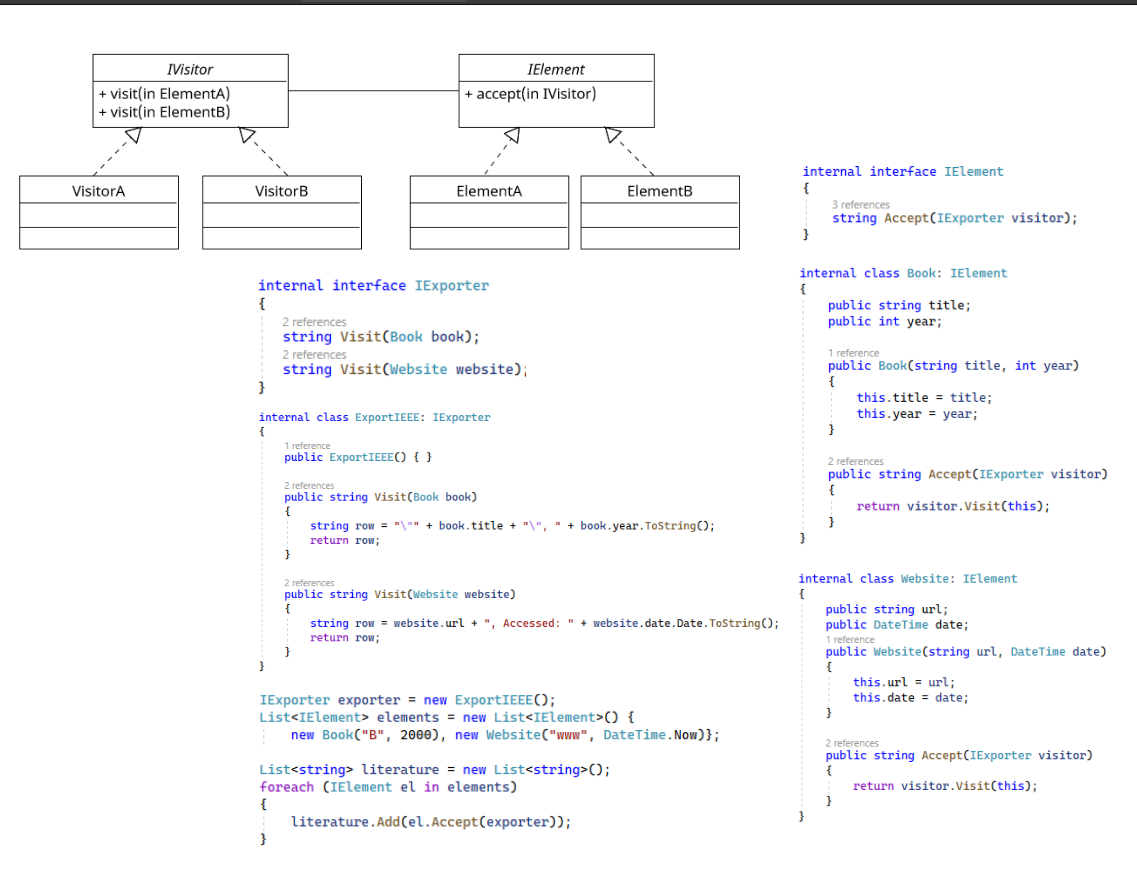 IVisitor
+ visit(in ElementA)
+ visit(in ElementB)
IElement
+ accept(in IVisitor)
VisitorA
VisitorB
ElementA
ElementB
internal interface IExporter
{
2 references
string Visit(Book book);
2 references
string Visit(Website website);
}
internal class ExportIEEE: IExporter
{
1 reference
public ExportIEEE() { }
2 references
public string Visit(Book book)
{
string row = "\"" + book.title + "\", " + book.year.ToString();
return row;
}
2 references
public string Visit(Website website)
{
string row = website.url + ", Accessed: " + website.date.Date.ToString();
return row;
}
}
IExporter exporter = new ExportIEEE();
List<IElement> elements = new List<IElement>() {
new Book("B", 2000), new Website("www", DateTime.Now)};
List<string> literature = new List<string>();
foreach (IElement el in elements)
{
literature.Add(el.Accept(exporter));
}
internal interface IElement
{
3 references
string Accept(IExporter visitor);
}
internal class Book: IElement
{
public string title;
public int year;
1 reference
public Book(string title, int year)
{
this.title = title;
this.year = year;
}
2 references
public string Accept(IExporter visitor)
{
return visitor.Visit(this);
}
}
internal class Website: IElement
{
public string url;
public DateTime date;
1 reference
public Website(string url, DateTime date)
{
this.url = url;
this.date = date;
}
2 references
public string Accept(IExporter visitor)
{
return visitor.Visit(this);
}
}